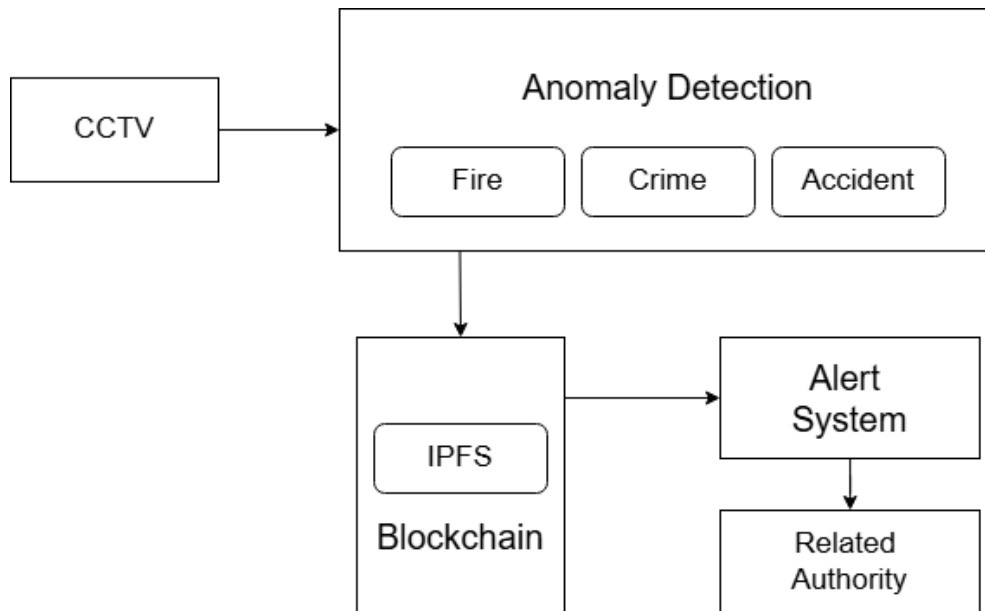 CCTV
Anomaly Detection
Fire
Crime
Accident
IPFS
Blockchain
Alert
System
Related
Authority